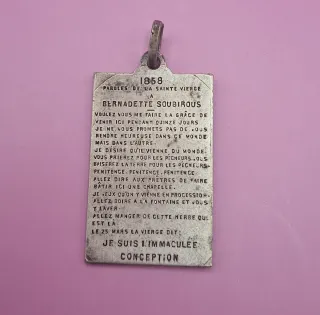 1858
PAROLES DE LA SAINTE VIERGE
A
BERNADETTE SOUBIROUS
VOULEZ VOUS ME FAIRE LA GRÂCE DE
VENIR ICI PENDANT QUINZE JOURS
JE NE VOUS PROMETS PAS DE VOUS
RENDRE HEUREUSE DANS CE MONDE
MAIS DANS L'AUTRE.
JE DÉSIRE QU'IL VIENNE DU MONDE.
VOUS PRIEREZ POUR LES PÉCHEURS VOUS
BAISEREZ LA TERRE POUR LES PÉCHEURS
PÉNITENCE, PÉNITENCE, PÉNITENCE.
ALLEZ DIRE AUX PRÊTRES DE FAIRE
BÂTIR ICI UNE CHAPELLE.
JE VEUX QU'ON Y VIENNE EN PROCESSION
ALLEZ BOIRE A LA FONTAINE ET VOUS
Y LAVER
ALLEZ MANGER DE CETTE HERBE QUI
EST LÀ
LE 25 MARS LA VIERGE DIT:
JE SUIS L'IMMACULÉE
CONCEPTION